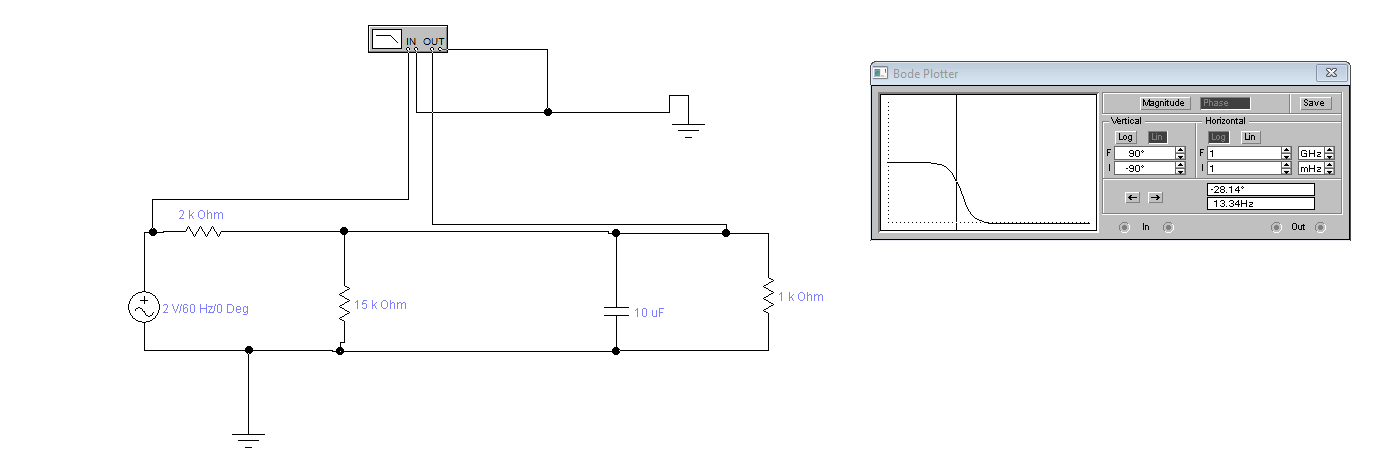 IN OUT
2 k Ohm
2 V/60 Hz/0 Deg
15 k Ohm
10 uF
1 k Ohm
Bode Plotter
Magnitude Phase Save
Vertical Horizontal
Log Lin Log Lin
F 90° F 1 GHz
I -90° I 1 mHz
-28.14°
13.34Hz
In Out